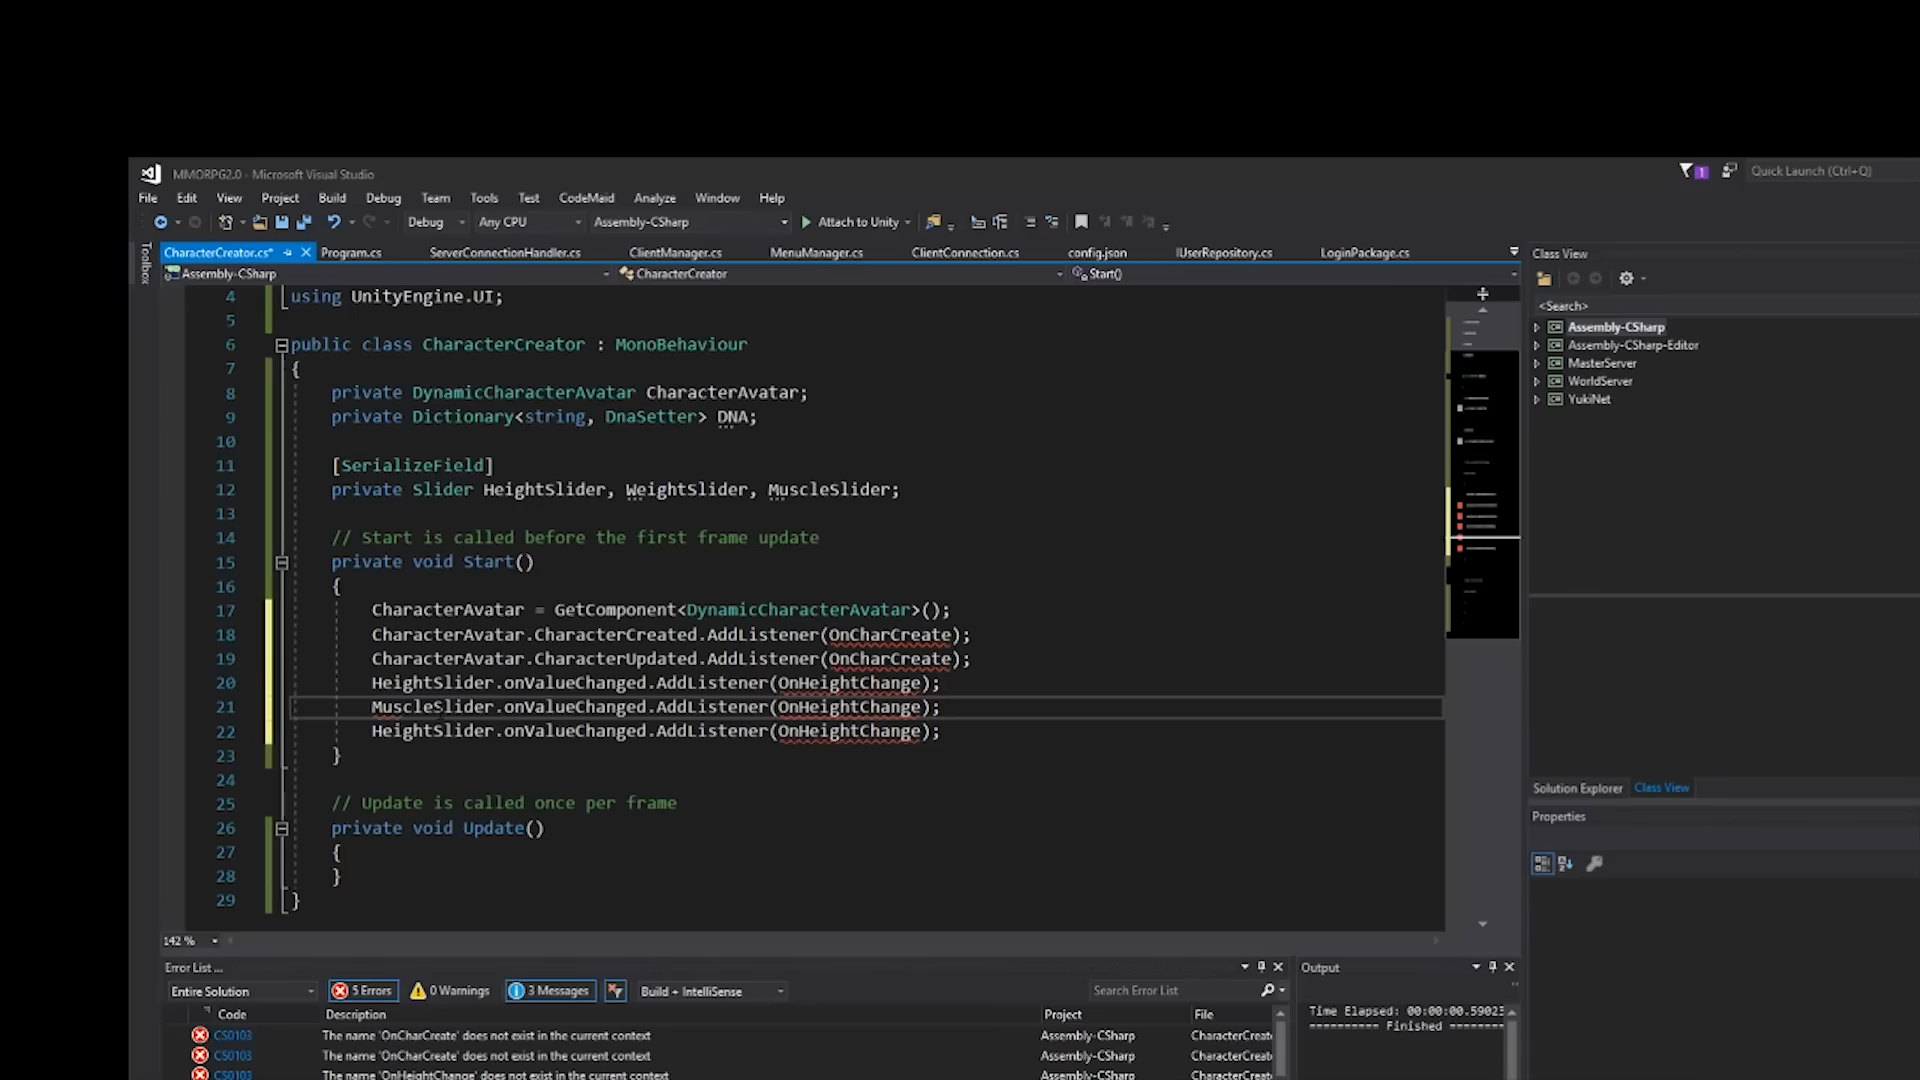 MMORPG2.0 - Microsoft Visual Studio
1
Quick Launch (Ctrl+Q)
File Edit View Project Build Debug Team Tools Test CodeMaid Analyze Window Help
Debug Any CPU Assembly-CSharp Attach to Unity
Toolbox
CharacterCreator.cs* Program.cs ServerConnectionHandler.cs ClientManager.cs MenuManager.cs ClientConnection.cs config.json IUserRepository.cs LoginPackage.cs
Class View
Assembly-CSharp CharacterCreator Start()
<Search>
Assembly-CSharp
Assembly-CSharp-Editor
MasterServer
WorldServer
YukiNet
4 using UnityEngine.UI;
5
6 public class CharacterCreator : MonoBehaviour
7 {
8 private DynamicCharacterAvatar CharacterAvatar;
9 private Dictionary<string, DnaSetter> DNA;
10
11 [SerializeField]
12 private Slider HeightSlider, WeightSlider, MuscleSlider;
13
14 // Start is called before the first frame update
15 private void Start()
16 {
17 CharacterAvatar = GetComponent<DynamicCharacterAvatar>();
18 CharacterAvatar.CharacterCreated.AddListener(OnCharCreate);
19 CharacterAvatar.CharacterUpdated.AddListener(OnCharCreate);
20 HeightSlider.onValueChanged.AddListener(OnHeightChange);
21 MuscleSlider.onValueChanged.AddListener(OnHeightChange);
22 HeightSlider.onValueChanged.AddListener(OnHeightChange);
23 }
24
25 // Update is called once per frame
26 private void Update()
27 {
28 }
29 }
Solution Explorer Class View
Properties
142 %
Error List ...
Entire Solution 5 Errors 0 Warnings 3 Messages Build + IntelliSense Search Error List
Code Description Project File
CS0103 The name 'OnCharCreate' does not exist in the current context Assembly-CSharp CharacterCreat
CS0103 The name 'OnCharCreate' does not exist in the current context Assembly-CSharp CharacterCreat
CS0103 The name 'OnHeightChange' does not exist in the current context Assembly-CSharp CharacterCreat
Output
Time Elapsed: 00:00:00.59023
========== Finished =======